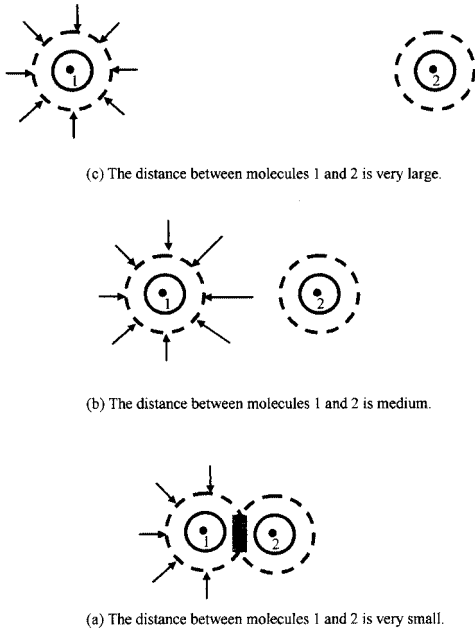 1
2
(c) The distance between molecules 1 and 2 is very large.
1
2
(b) The distance between molecules 1 and 2 is medium.
1
2
(a) The distance between molecules 1 and 2 is very small.